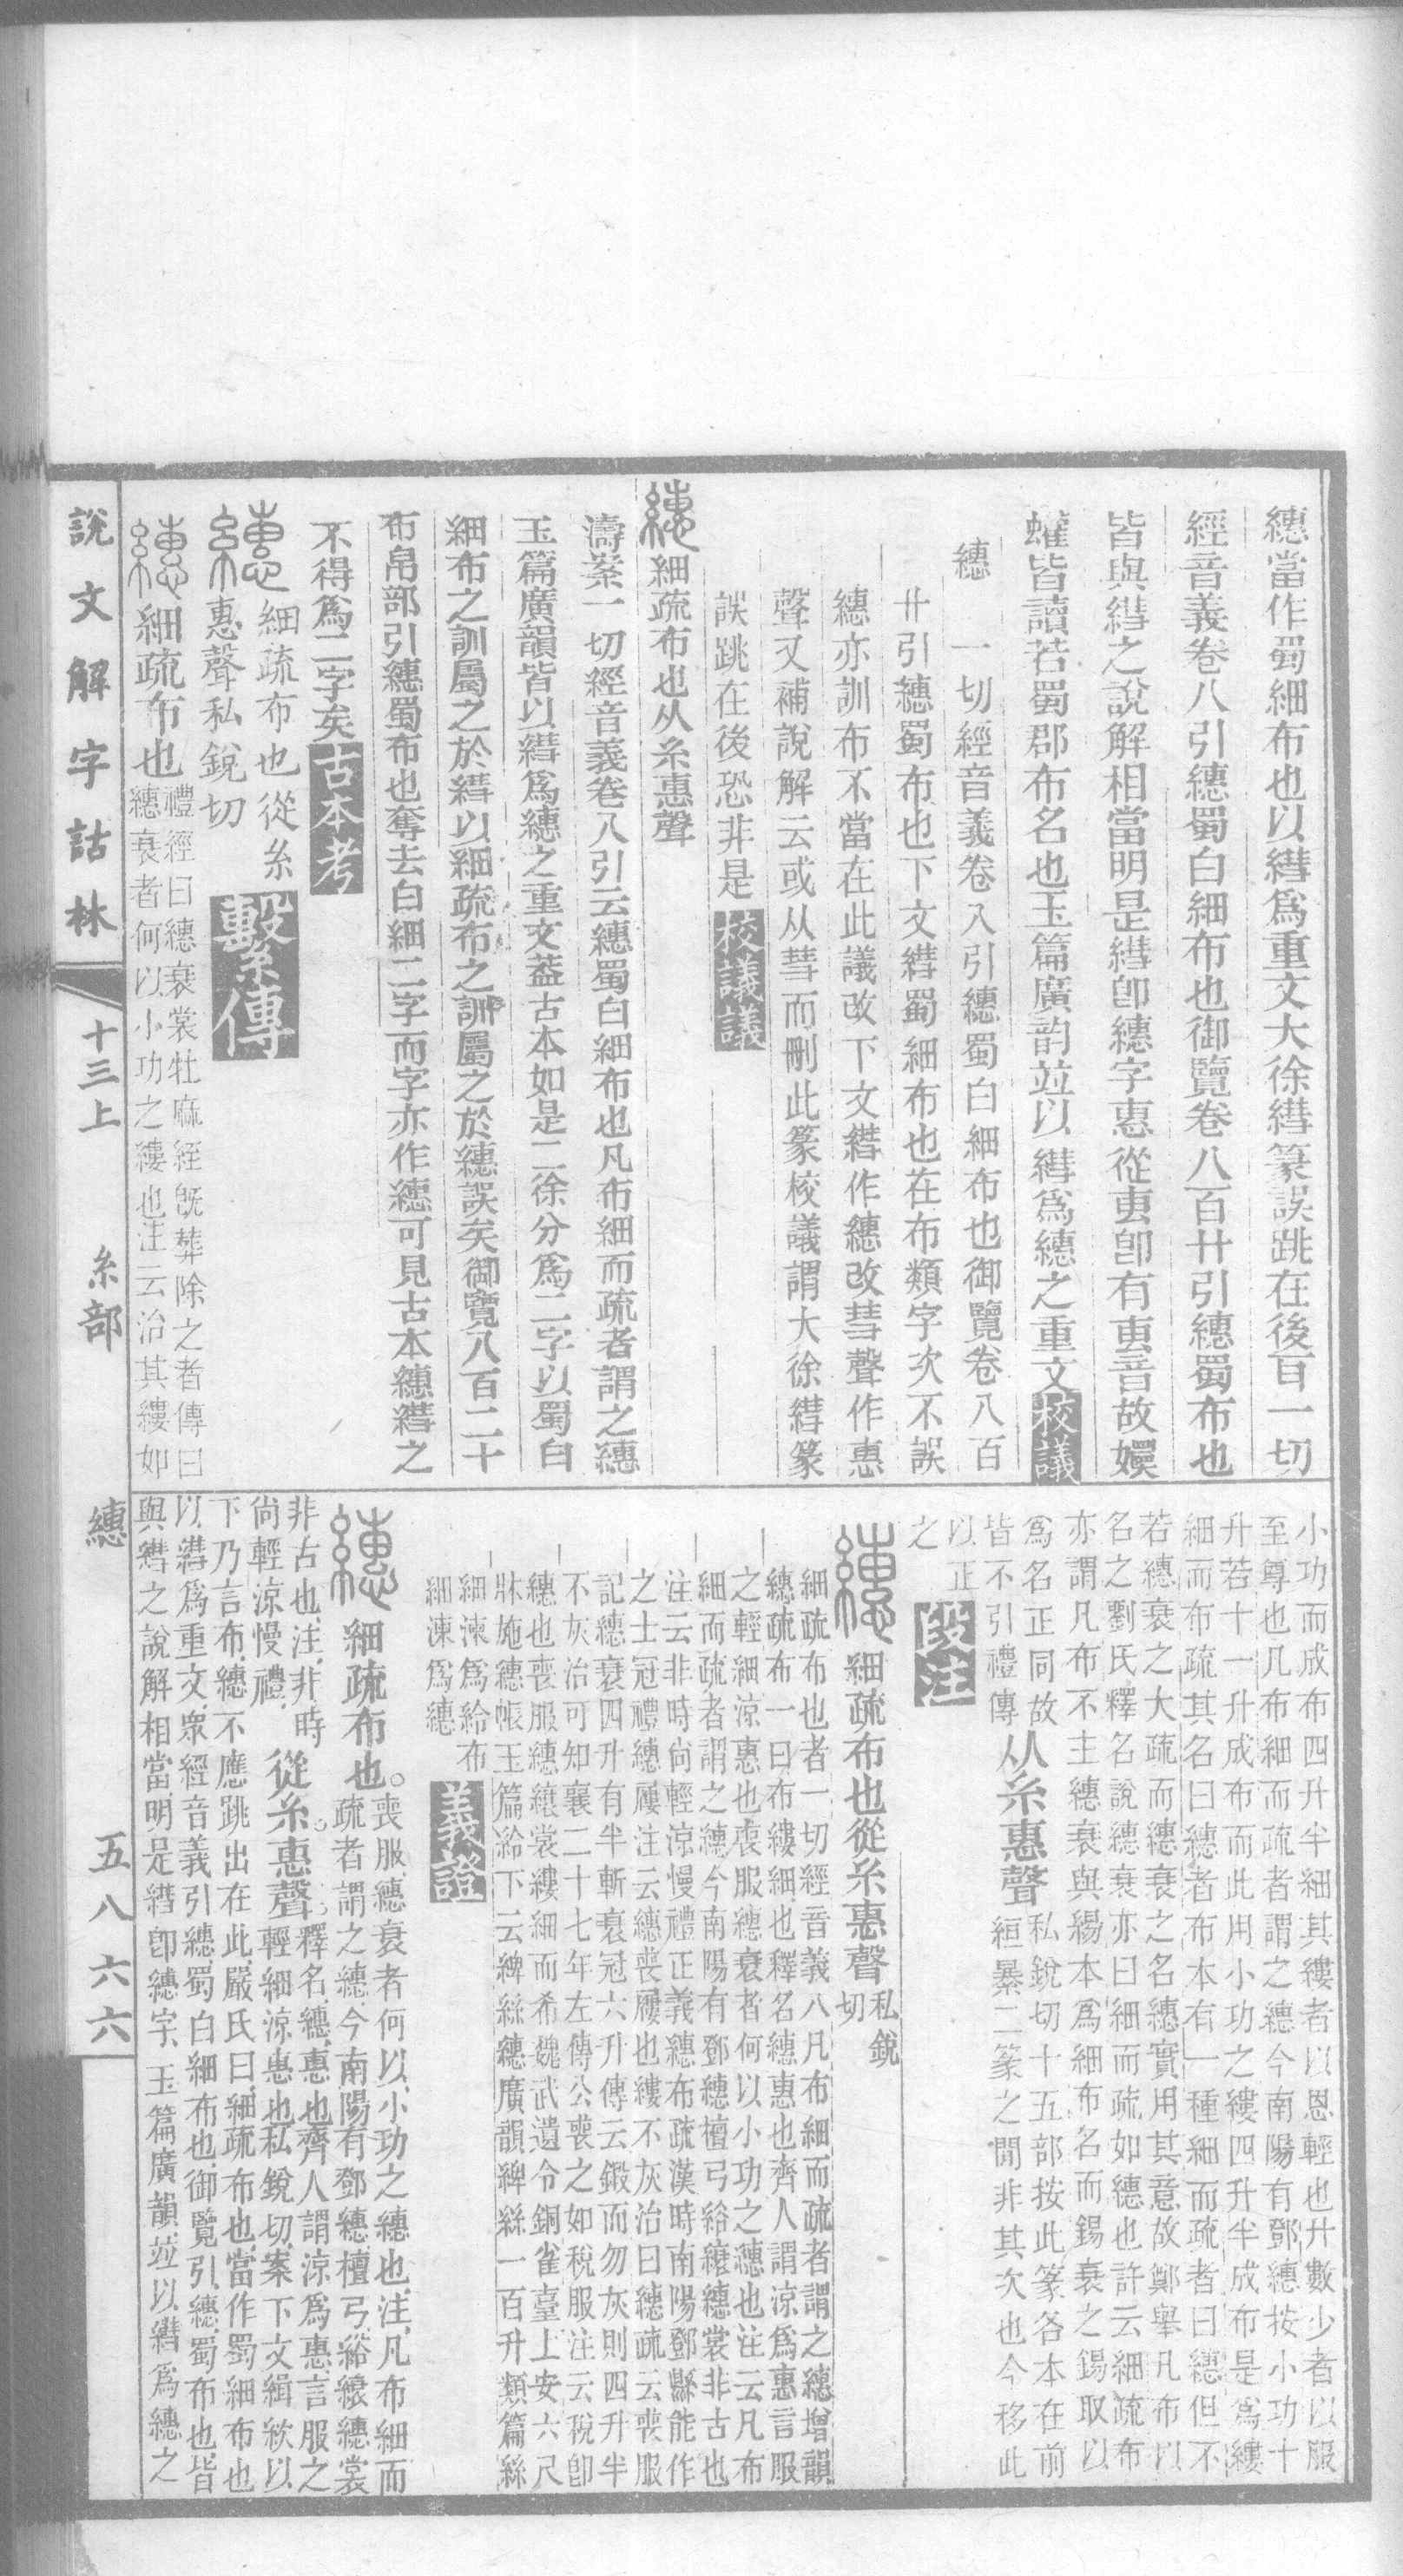 繐當作蜀細布也以䌪爲重文大徐䌪篆誤跳在後百一切
經音義卷八引繐蜀白細布也御覽卷八百廿引繐蜀布也
皆與䌪之說解相當明是䌪卽繐字惠從叀卽有叀音故
蠸皆讀若蜀郡布名也玉篇廣韵並以䌪爲繐之重文校議
繐　一切經音義卷八引繐蜀白細布也御覽卷八百
廿引繐蜀布也下文䌪蜀細布也在布類字次不誤
繐亦訓布不當在此議改下文䌪作繐改彗聲作惠
聲又補說解云或从彗而刪此篆校議謂大徐䌪篆
誤跳在後恐非是校議議
繐細疏布也从糸惠聲
濤案一切經音義卷八引云繐蜀白細布也凡布細而疏者謂之繐
玉篇廣韻皆以䌪爲繐之重文葢古本如是二徐分爲二字以蜀白
細布之訓屬之於䌪以細疏布之訓屬之於繐誤矣御覽八百二十
布帛部引繐蜀布也奪去白細二字而字亦作繐可見古本繐䌪之
不得爲二字矣古本考
繐細疏布也從糸
惠聲私銳切繫傳
繐細疏布也
禮經曰繐衰裳牡麻絰旣葬除之者傳曰
繐衰者何以小功之縷也注云治其縷如
小功而成布四升半細其縷者以恩輕也升數少者以服
至尊也凡布細而疏者謂之繐今南陽有鄧繐按小功十
升若十一升成布而此用小功之縷四升半成布是爲縷
細而布疏其名曰繐者布本有一種細而疏者曰繐但不
若繐衰之大疏而繐衰之名繐實用其意故鄭舉凡布以
名之劉氏釋名說繐衰亦曰細而疏如繐也許云細疏布
亦謂凡布不主繐衰與緆本爲細布名而錫衰之錫取以
爲名正同故
皆不引禮傳
从糸惠聲
私銳切十五部按此篆各本在前
絙纂二篆之閒非其次也今移此
以正
之
段注
繐細疏布也從糸惠聲
私銳
切
細疏布也者一切經音義八凡布細而疏者謂之繐增韻
繐疏布一曰布縷細也釋名繐惠也齊人謂涼爲惠言服
之輕細涼惠也喪服繐衰者何以小功之繐也注云凡布
細而疏者謂之繐今南陽有鄧繐檀弓綌縗繐裳非古也
注云非時尙輕涼慢禮正義繐布疏漢時南陽鄧縣能作
之士冠禮繐屨注云繐喪屨也縷不灰治曰繐疏云喪服
記繐衰四升有半斬衰冠六升傳云鍛而勿灰則四升半
不灰治可知襄二十七年左傳公喪之如稅服注云稅卽
繐也喪服繐縗裳縷細而希魏武遺令銅雀臺上安六尺
牀施繐帳玉篇紿下云縪絲繐廣韻縪絲一百升類篇絲
細湅爲紿布
細湅爲繐
義證
繐細疏布也。
喪服、繐衰者何以、小功之繐也、注、凡布細而
疏者謂之繐、今南陽有鄧繐、檀弓、綌縗繐裳
非古也、注、非時
尙輕涼慢禮、
從糸惠聲
釋名、繐、惠也、齊人謂涼爲惠、言服之
輕細涼惠也、私銳切、案下文緝紋以
下乃言布、繐不應跳出在此、嚴氏曰、細疏布也、當作蜀細布也
以䌪爲重文、衆經音義引繐、蜀白細布也、御覽引、繐、蜀布也、皆
與䌪之說解相當、明是䌪卽繐字、玉篇廣韻、並以䌪爲繐之
說文解字詁林
十三上
糸部
繐
五八六六